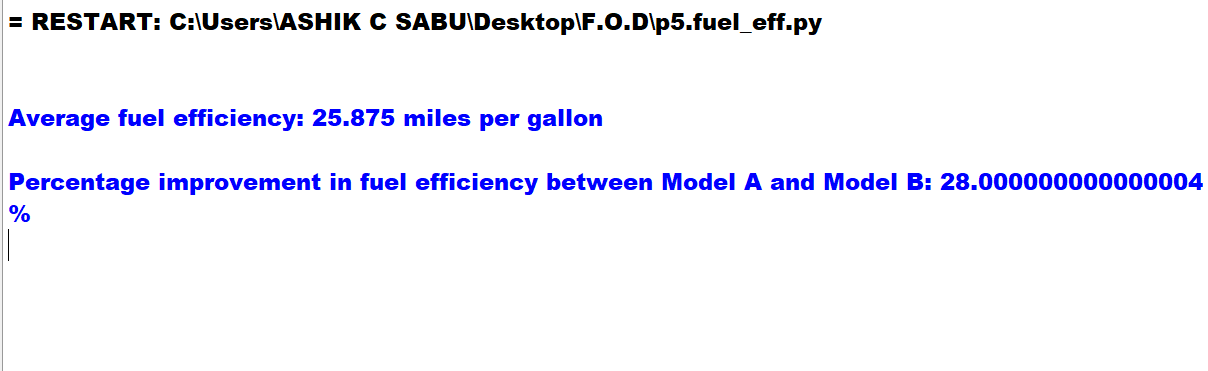 = RESTART: C:\Users\ASHIK C SABU\Desktop\F.O.D\p5.fuel_eff.py
Average fuel efficiency: 25.875 miles per gallon
Percentage improvement in fuel efficiency between Model A and Model B: 28.000000000000004
%